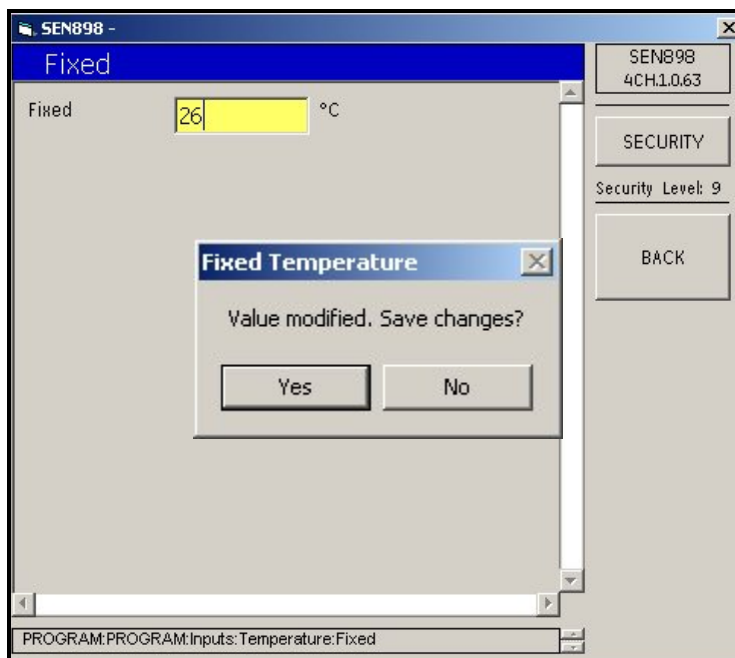 SEN898 -
Fixed
SEN898
4CH.1.0.63
Fixed 26 °C
SECURITY
Security Level: 9
BACK
Fixed Temperature
Value modified. Save changes?
Yes No
PROGRAM:PROGRAM:Inputs:Temperature:Fixed